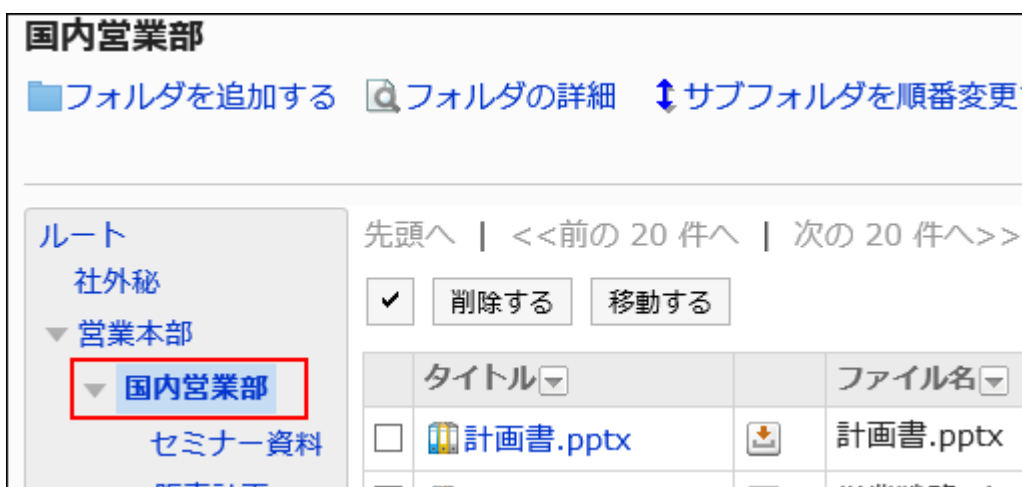 国内営業部
フォルダを追加する フォルダの詳細 サブフォルダを順番変更
先頭へ | <<前の 20 件へ | 次の 20 件へ>>
削除する 移動する
ルート
社外秘
営業本部
国内営業部
セミナー資料
タイトル ファイル名
計画書.pptx 計画書.pptx